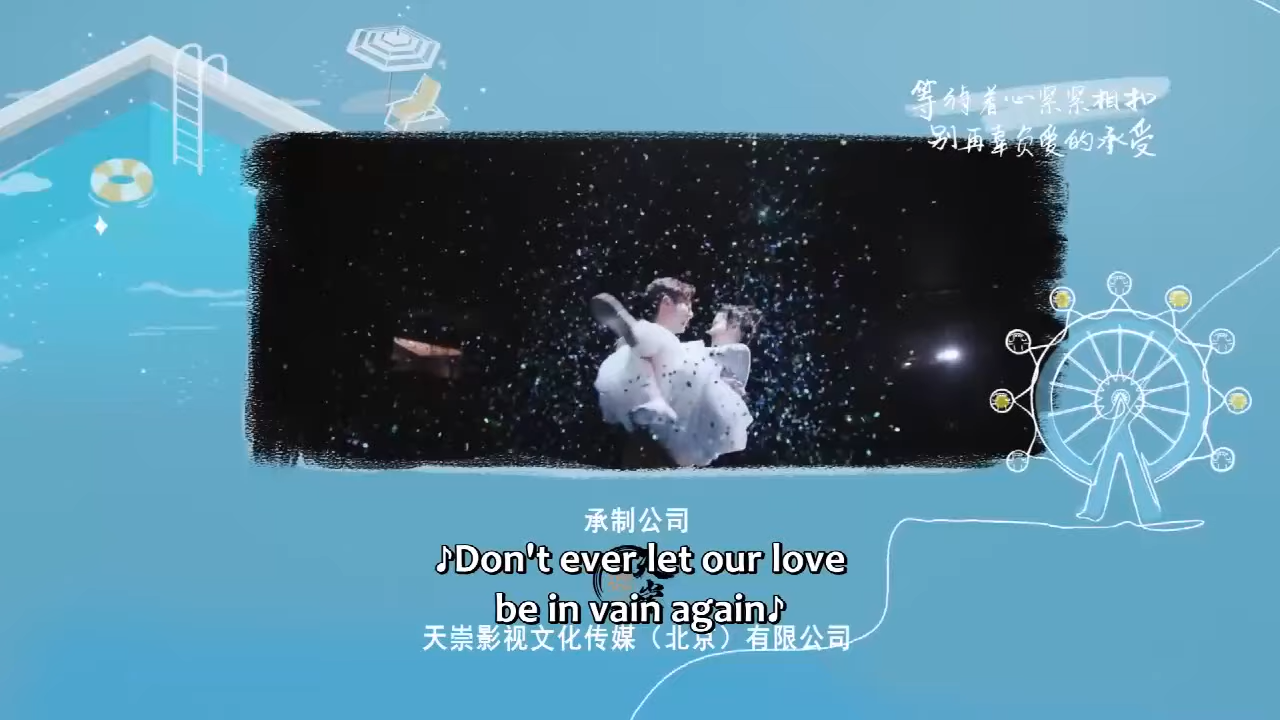 等待着心紧紧相扣
别再辜负爱的承受
承制公司
♪Don't ever let our love
be in vain again♪
天崇影视文化传媒（北京）有限公司